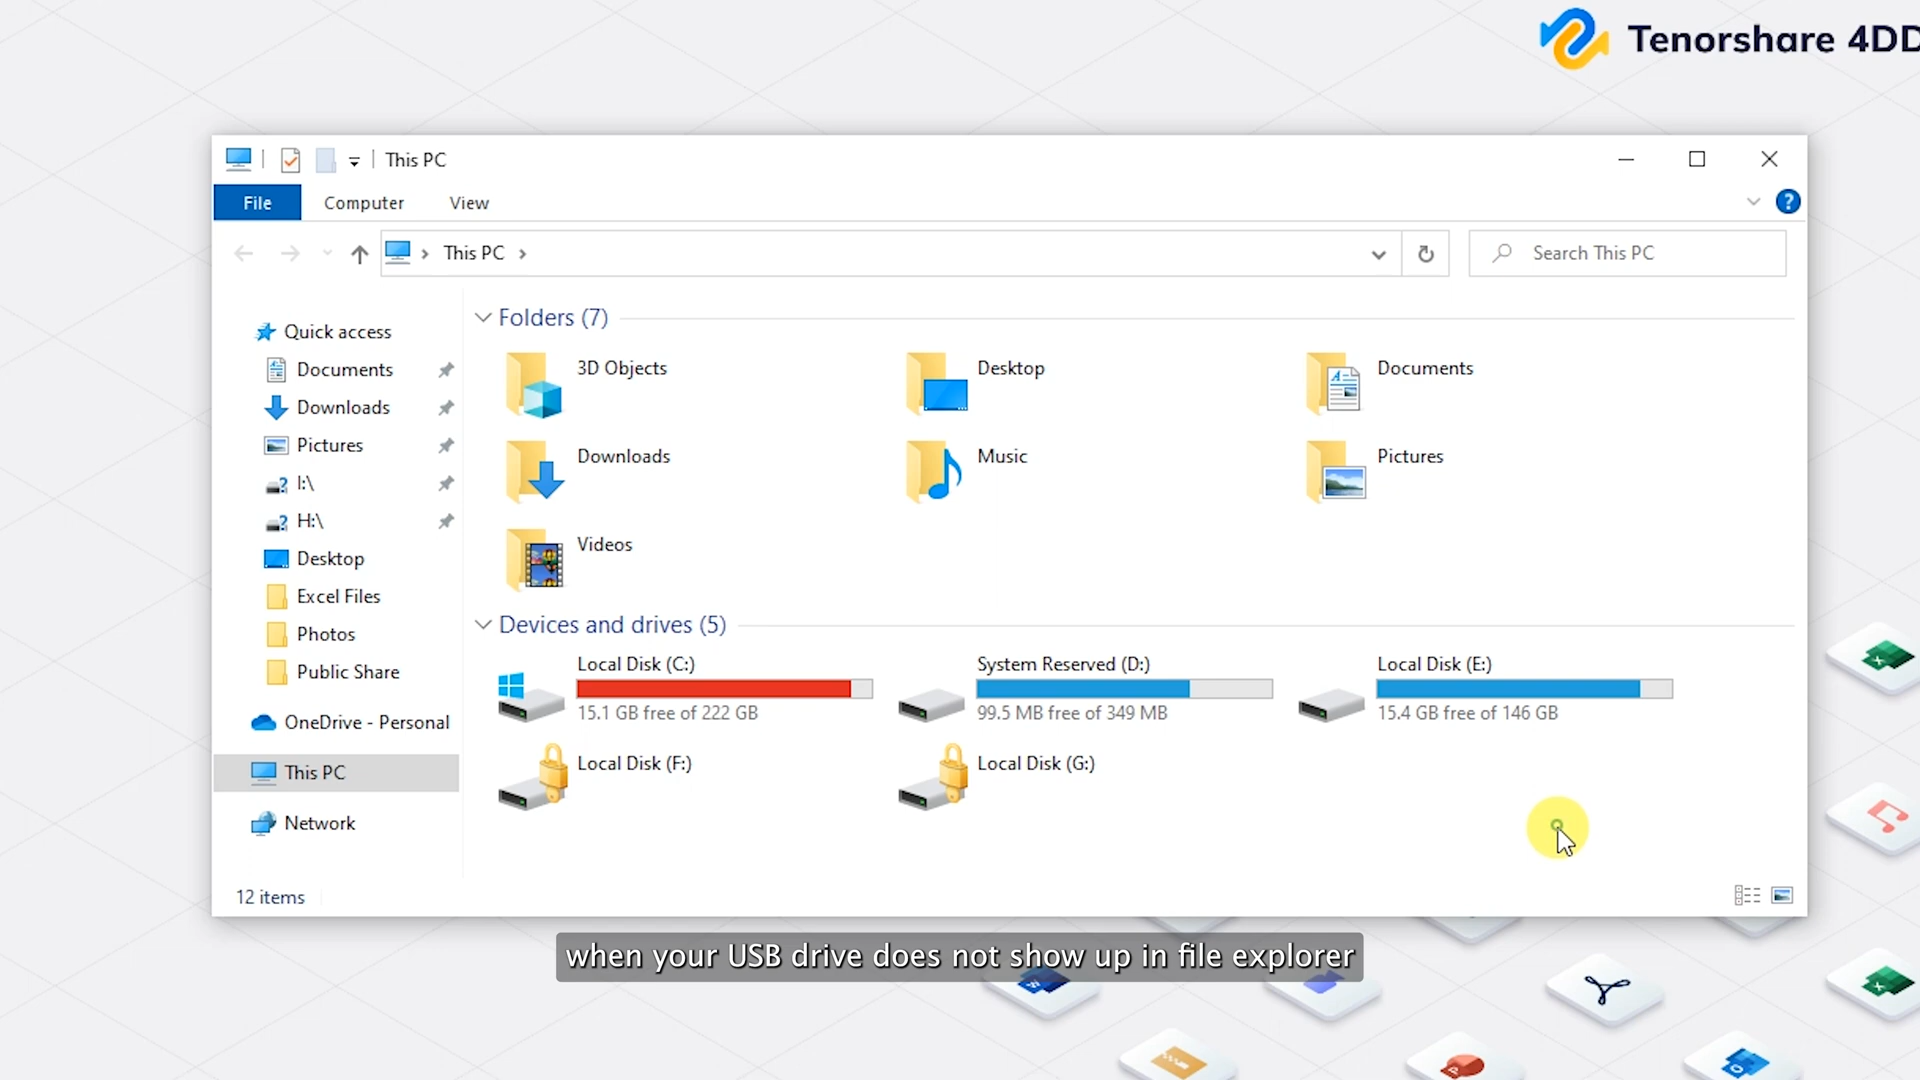 Tenorshare 4DD
This PC
File
Computer
View
This PC
Search This PC
Quick access
Documents
Downloads
Pictures
I:\
H:\
Desktop
Excel Files
Photos
Public Share
OneDrive - Personal
This PC
Network
Folders (7)
3D Objects
Desktop
Documents
Downloads
Music
Pictures
Videos
Devices and drives (5)
Local Disk (C:)
15.1 GB free of 222 GB
System Reserved (D:)
99.5 MB free of 349 MB
Local Disk (E:)
15.4 GB free of 146 GB
Local Disk (F:)
Local Disk (G:)
12 items
when your USB drive does not show up in file explorer